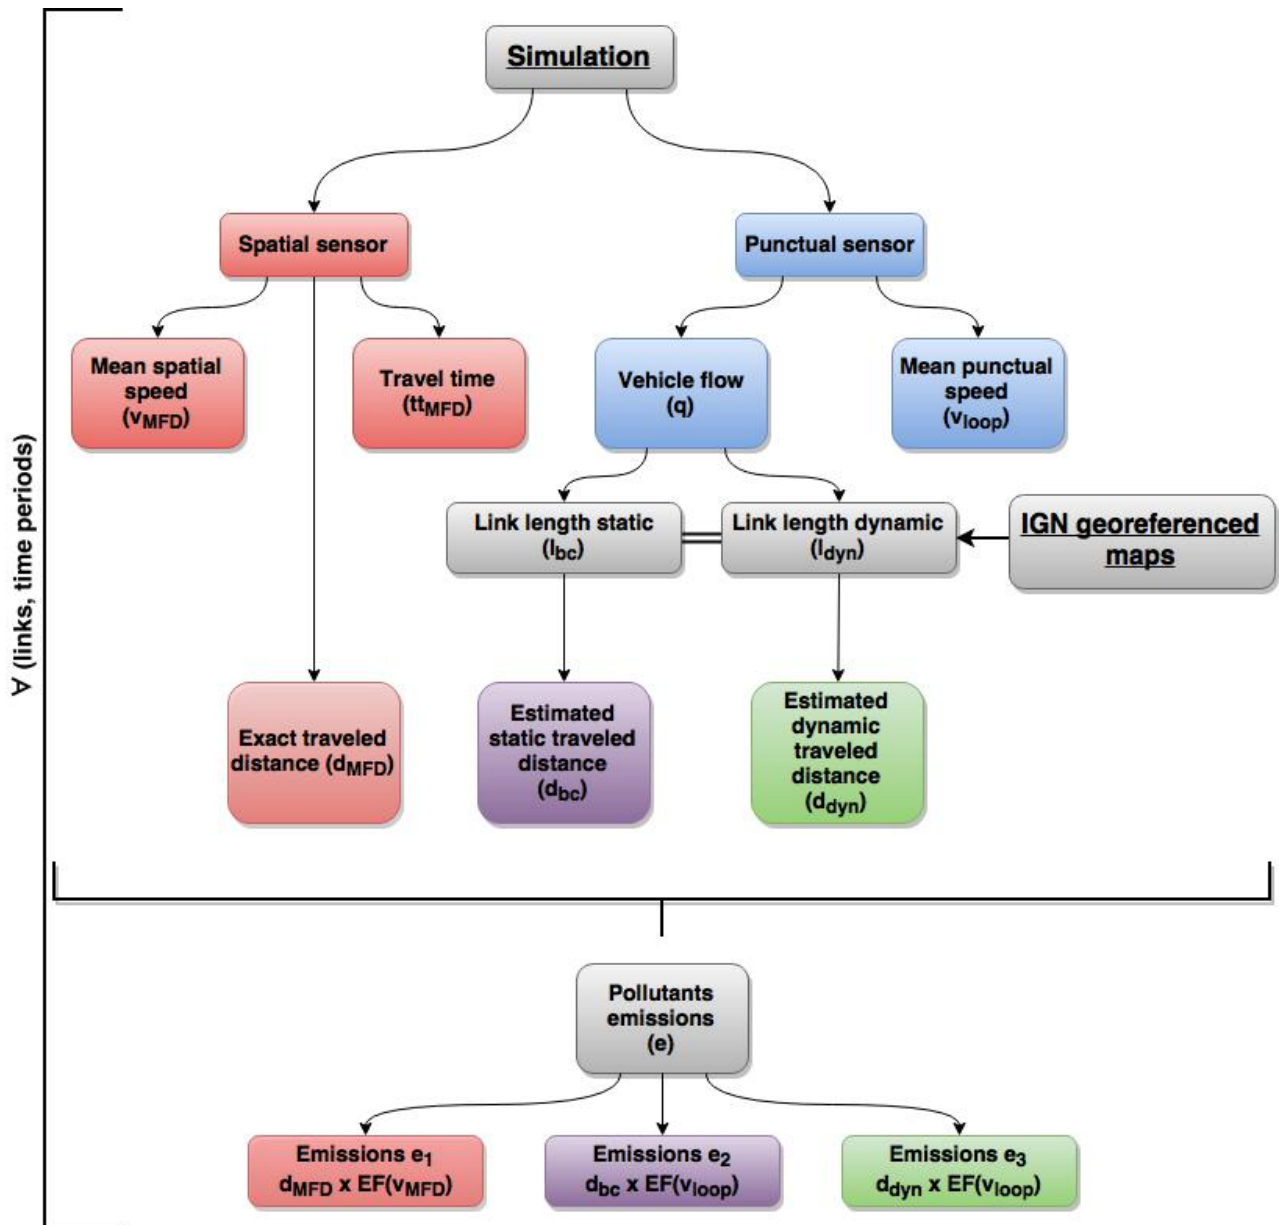 Simulation
Spatial sensor
Punctual sensor
Mean spatial
speed
(vMFD)
Travel time
(ttMFD)
Vehicle flow
(q)
Mean punctual
speed
(vloop)
Link length static
(lbc)
Link length dynamic
(ldyn)
IGN georeferenced
maps
∀ (links, time periods)
Exact traveled
distance (dMFD)
Estimated
static traveled
distance
(dbc)
Estimated
dynamic
traveled
distance
(ddyn)
Pollutants
emissions
(e)
Emissions e1
dMFD x EF(vMFD)
Emissions e2
dbc x EF(vloop)
Emissions e3
ddyn x EF(vloop)